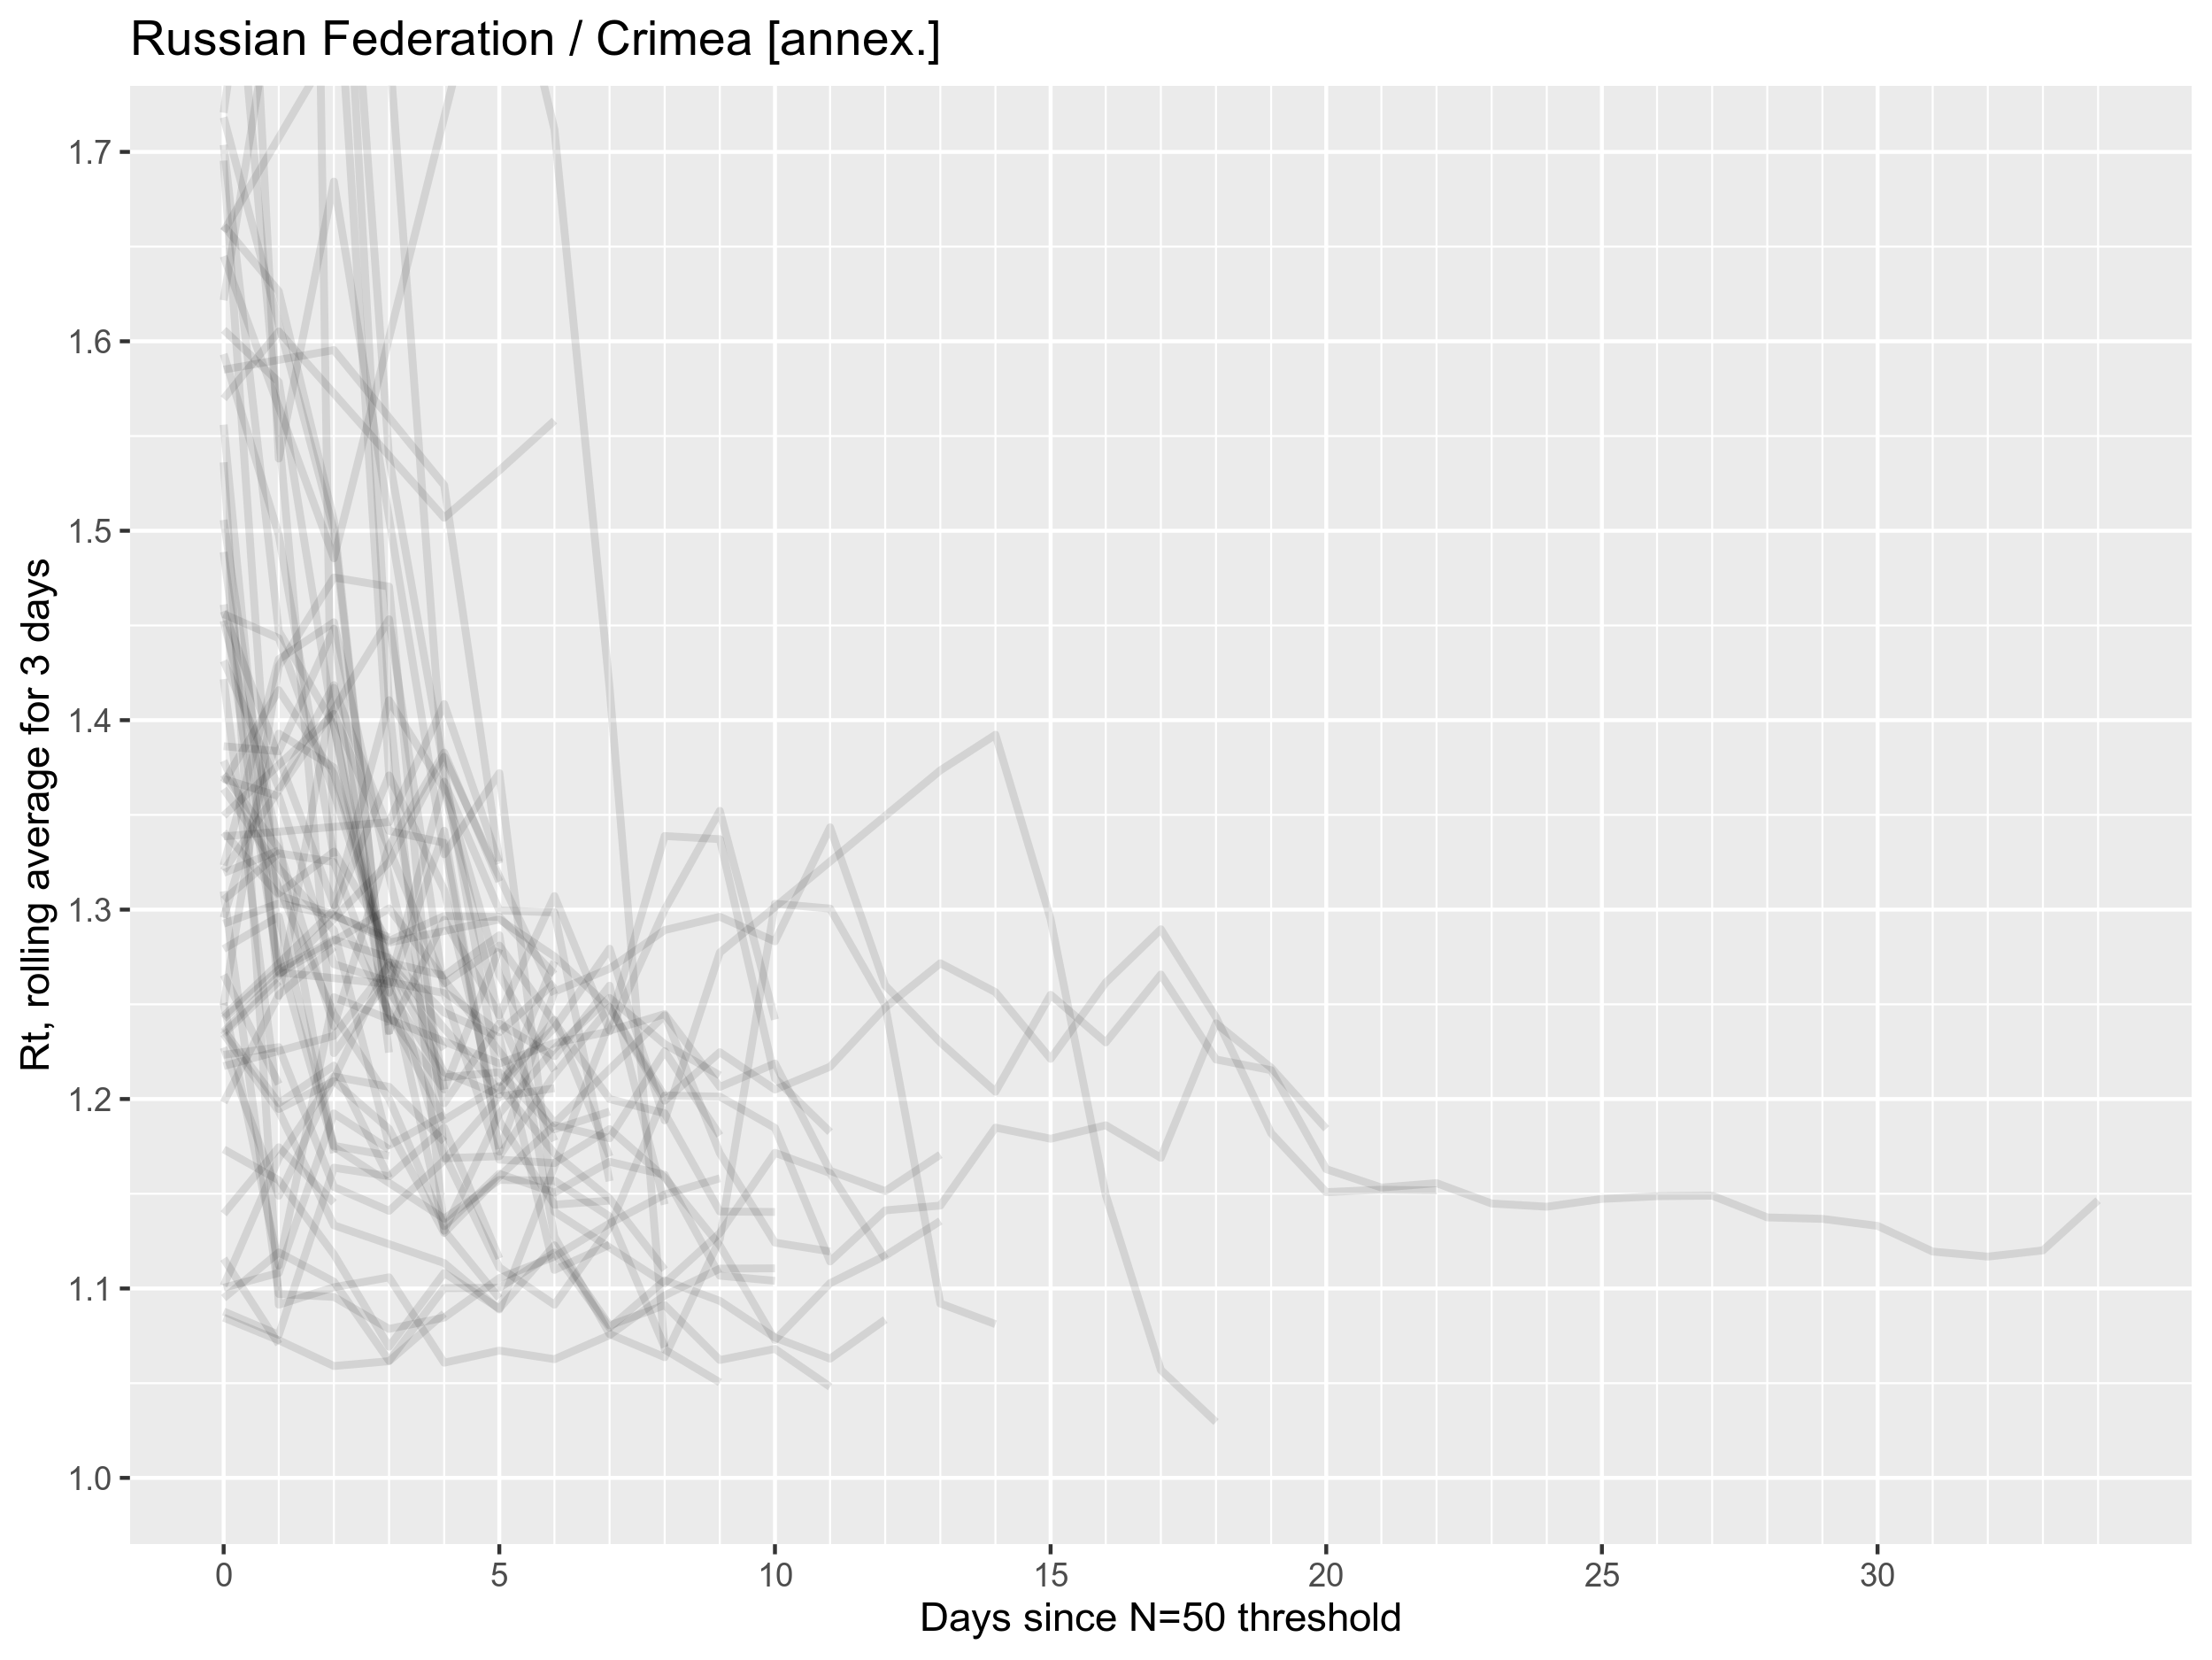 Russian Federation / Crimea [annex.]
Rt, rolling average for 3 days
1.7
1.6
1.5
1.4
1.3
1.2
1.1
1.0
0 5 10 15 20 25 30
Days since N=50 threshold